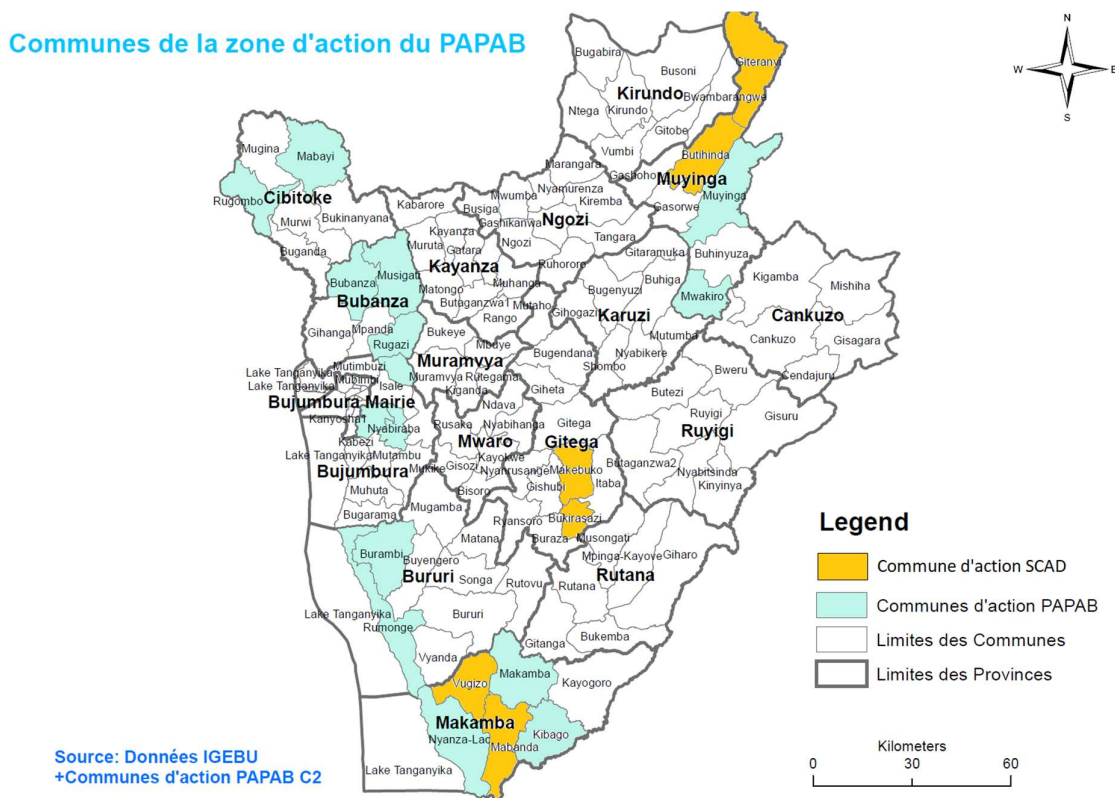 Communes de la zone d'action du PAPAB
N
W
E
S
Giteranyi
Bugabira
Busoni
Kirundo
Bwambarangwe
Ntega
Kirundo
Gitobe
Vumbi
Butihinda
Mugina
Mabayi
Marangara
Gashoho
Muyinga
Rugombo
Cibitoke
Nyamurenza
Muyinga
Mwumba
Kiremba
Kabarore
Busiga
Gasorwe
Murwi
Bukinanyana
Gashikanwa
Ngozi
Kayanza
Muruta
Ngozi
Tangara
Buganda
Gatara
Gitaramuka
Buhinyuza
Kayanza
Ruhororo
Musigati
Bubanza
Muhanga
Buhiga
Kigamba
Mishiha
Matongo
Bugenyuzi
Mwakiro
Bubanza
Butaganzwa1
Mutaho
Rango
Gihogazi
Karuzi
Cankuzo
Gihanga
Mpanda
Bukeye
Rugazi
Mbuye
Mutumba
Cankuzo
Gisagara
Muramvya
Bugendana
Nyabikere
Mutimbuzi
Shombo
Bweru
Cendajuru
Lake Tanganyika
Mubimbi
Isale
Muramvya
Rutegama
Lake Tanganyika
Kiganda
Giheta
Butezi
Bujumbura Mairie
Ndava
Ruyigi
Gisuru
Kanyosha1
Nyabiraba
Rusaka
Nyabihanga
Gitega
Ruyigi
Kabezi
Mwaro
Gitega
Lake Tanganyika
Mutambu
Kayokwe
Butaganzwa2
Bujumbura
Mukike
Gisozi
Nyanrusange
Makebuko
Nyabitsinda
Itaba
Kinyinya
Muhuta
Bisoro
Gishubi
Bugarama
Mugamba
Ryansoro
Bukirasazi
Matana
Buraza
Musongati
Burambi
Buyengero
Mpinga-Kayove
Giharo
Bururi
Songa
Rutovu
Rutana
Rutana
Lake Tanganyika
Rumonge
Bururi
Bukemba
Gitanga
Vyanda
Vugizo
Makamba
Kayogoro
Makamba
Kibago
Nyanza-Lac
Mabanda
Lake Tanganyika
Legend
Commune d'action SCAD
Communes d'action PAPAB
Limites des Communes
Limites des Provinces
Source: Données IGEBU
+Communes d'action PAPAB C2
Kilometers
0 30 60